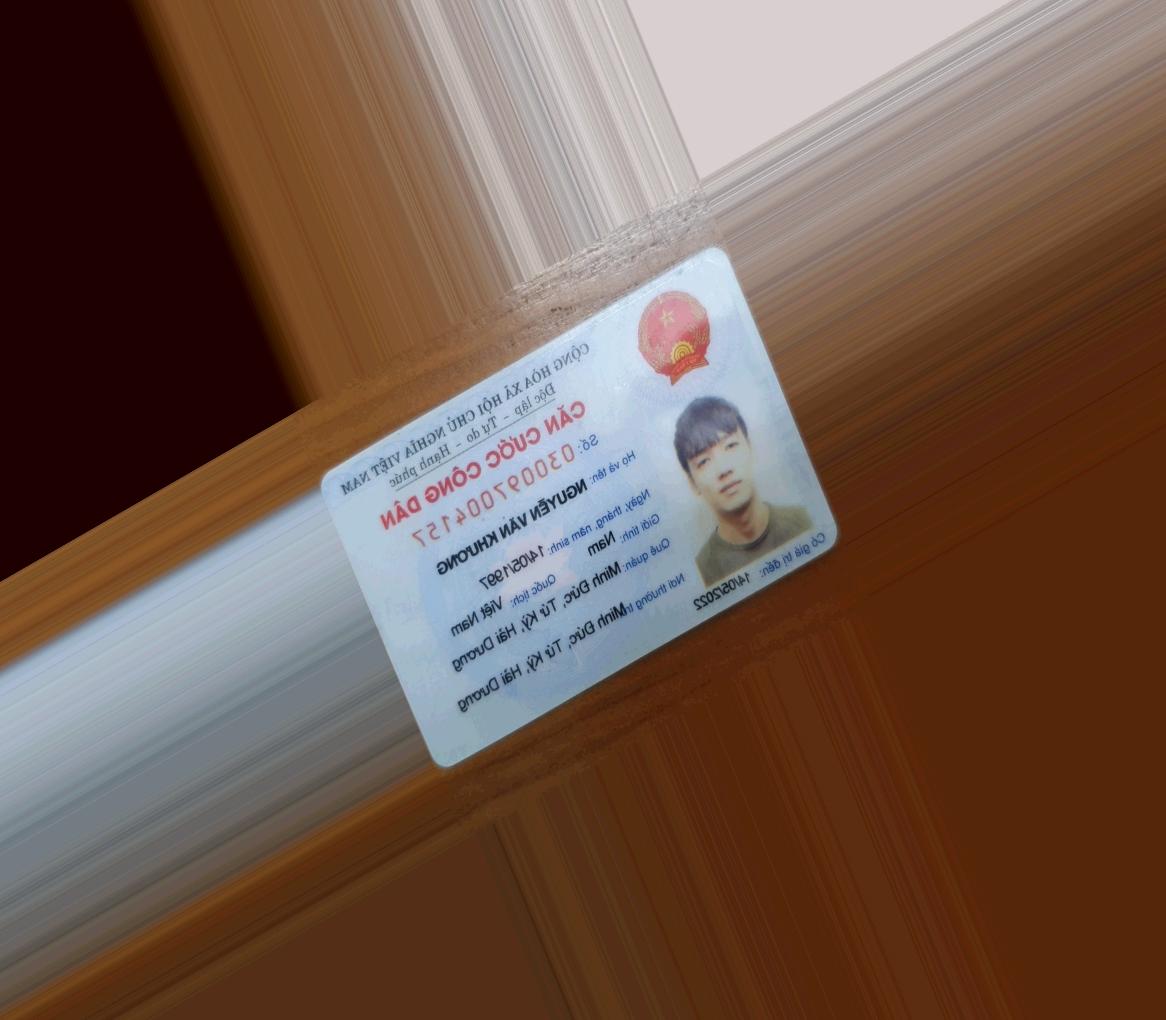 CỘNG HÒA XÃ HỘI CHỦ NGHĨA VIỆT NAM
Độc lập - Tự do - Hạnh phúc
CĂN CƯỚC CÔNG DÂN
Số: 030097004157
Họ và tên: NGUYỄN VĂN KHƯƠNG
Ngày, tháng, năm sinh: 14/05/1997
Giới tính: Nam Quốc tịch: Việt Nam
Quê quán: Minh Đức, Tứ Kỳ, Hải Dương
Nơi thường trú: Minh Đức, Tứ Kỳ, Hải Dương
Có giá trị đến: 14/05/2022